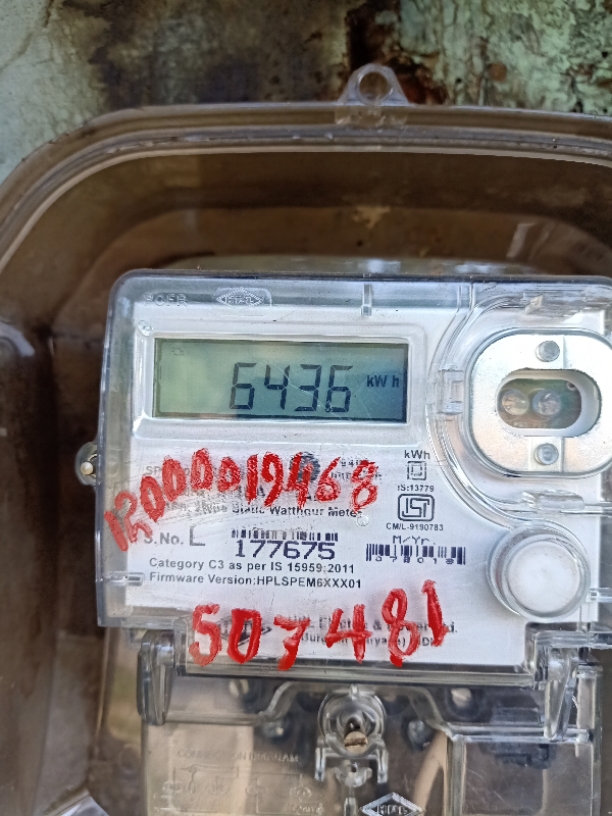 6436 kWh
kWh
IS:13779
R000019468
Static Watthour Meter
CM/L-9190783
S.No. L 177675
M/Yr.
Category C3 as per IS 15959:2011
Firmware Version:HPLSPEM6XXX01
507481